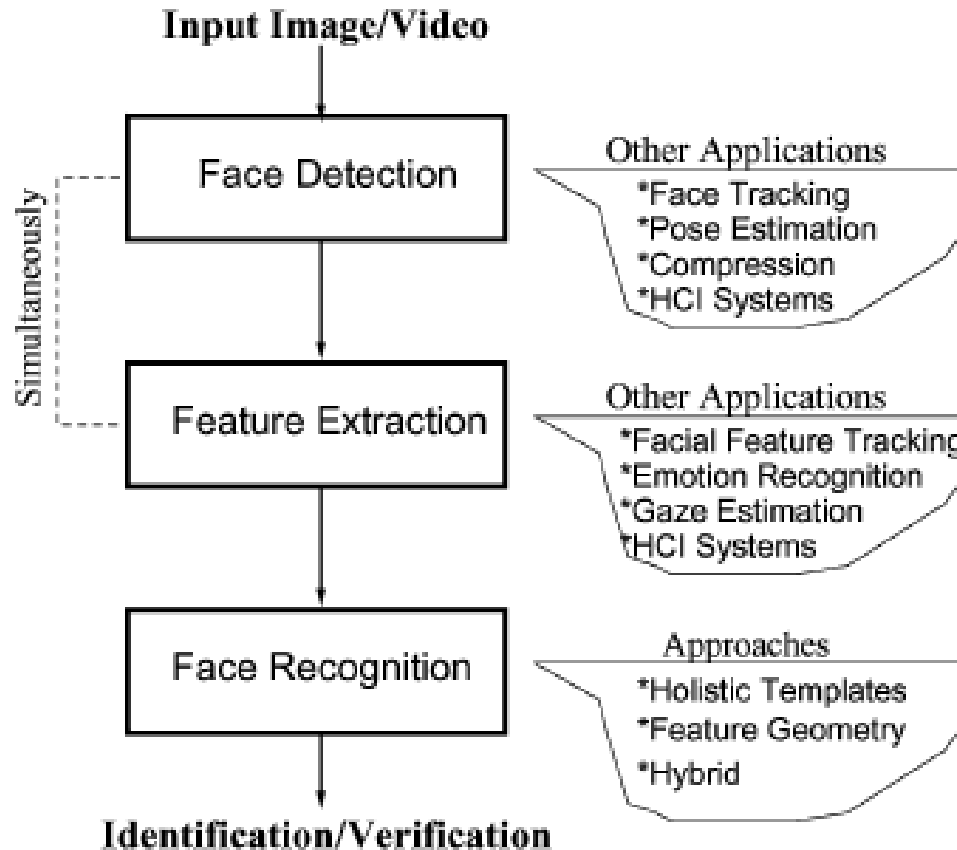 Input Image/Video
Face Detection
Other Applications
*Face Tracking
*Pose Estimation
*Compression
*HCI Systems
Simultaneously
Feature Extraction
Other Applications
*Facial Feature Tracking
*Emotion Recognition
*Gaze Estimation
*HCI Systems
Face Recognition
Approaches
*Holistic Templates
*Feature Geometry
*Hybrid
Identification/Verification